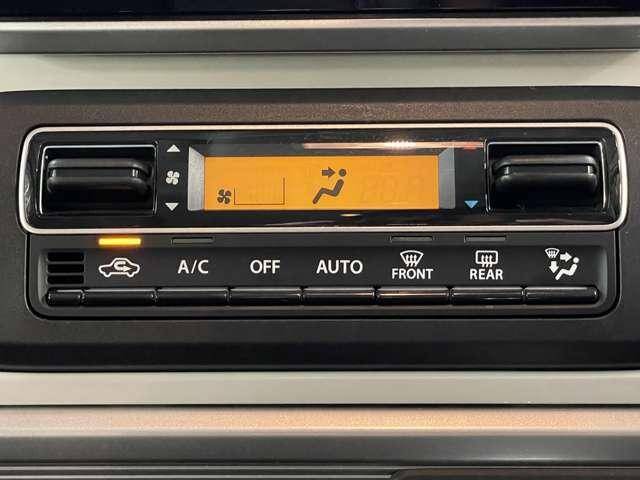 A/C OFF AUTO FRONT REAR